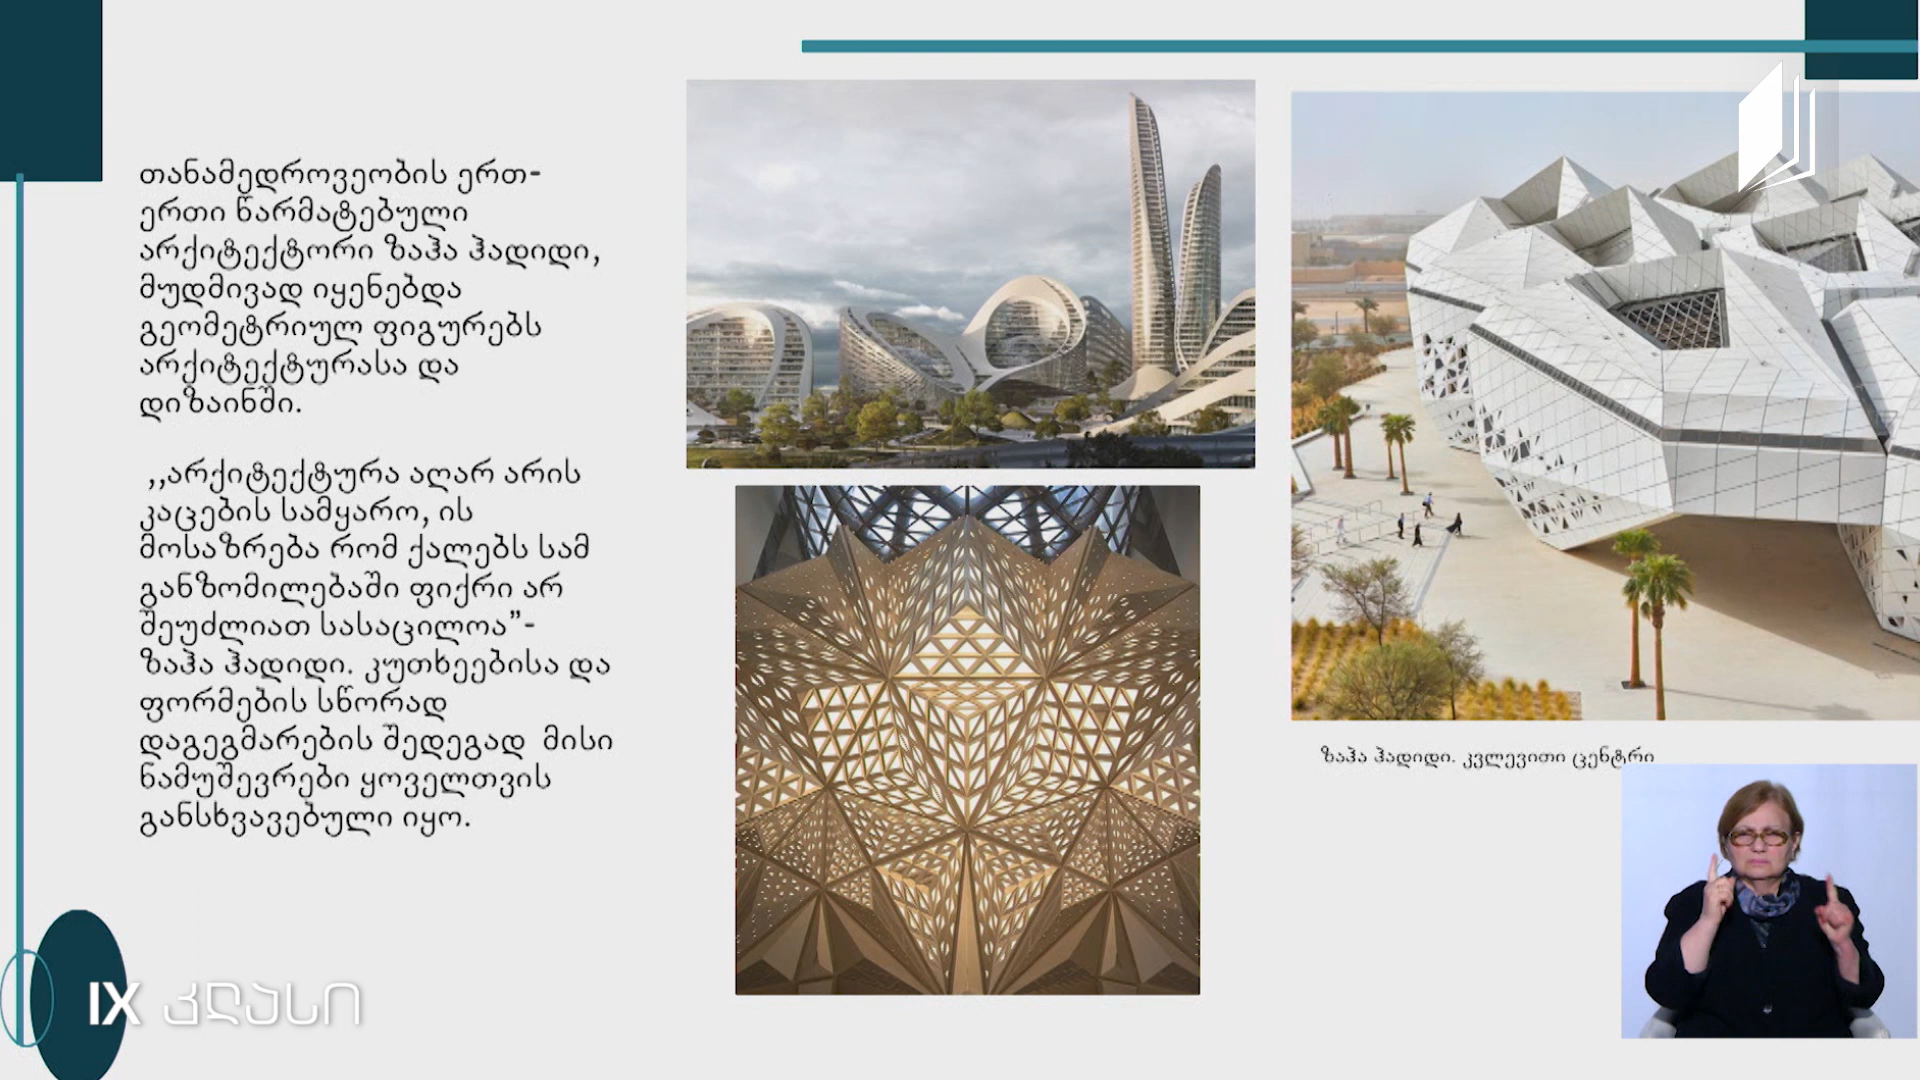 თანამედროვეობის ერთ-
ერთი წარმატებული
არქიტექტორი ზაჰა ჰადიდი,
მუდმივად იყენებდა
გეომეტრიულ ფიგურებს
არქიტექტურასა და
დიზაინში.
,,არქიტექტურა აღარ არის
კაცების სამყარო, ის
მოსაზრება რომ ქალებს სამ
განზომილებაში ფიქრი არ
შეუძლიათ სასაცილოა”-
ზაჰა ჰადიდი. კუთხეებისა და
ფორმების სწორად
დაგეგმარების შედეგად მისი
ნამუშევრები ყოველთვის
განსხვავებული იყო.
ზაჰა ჰადიდი. კვლევითი ცენტრი
IX კლასი